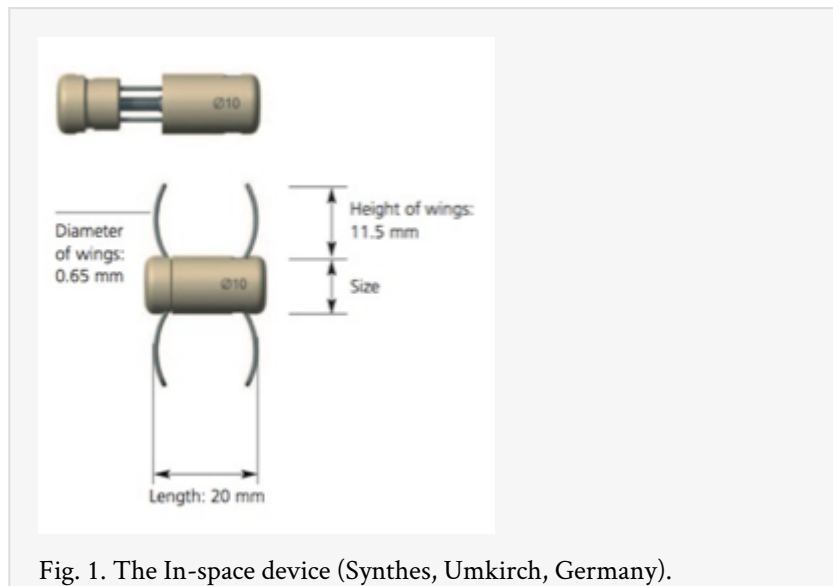 Ø10
Height of wings:
11.5 mm
Diameter
of wings:
0.65 mm
Ø10
Size
Length: 20 mm
Fig. 1. The In-space device (Synthes, Umkirch, Germany).